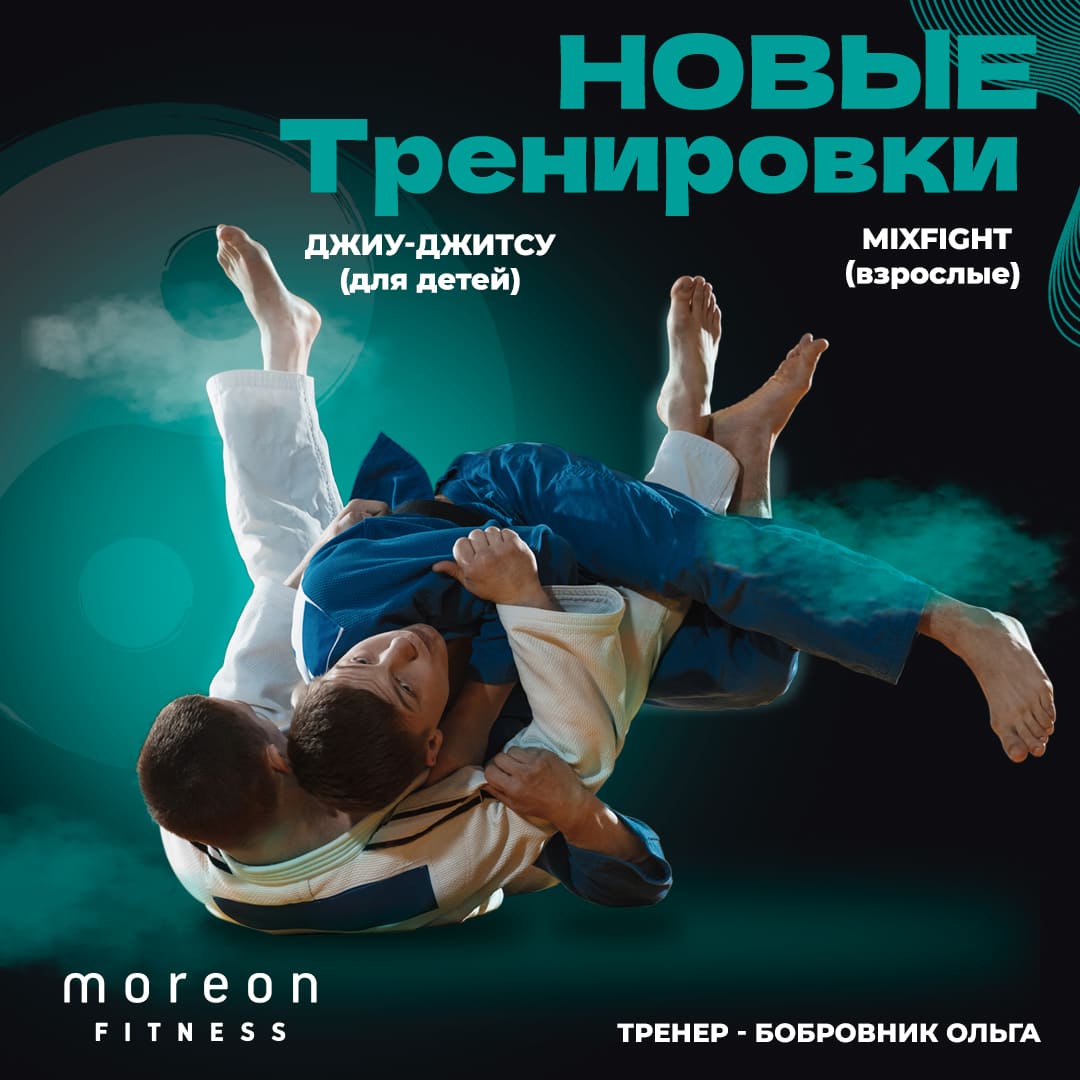 НОВЫЕ
Тренировки
ДЖИУ-ДЖИТСУ
(для детей)
MIXFIGHT
(взрослые)
moreon
FITNESS
ТРЕНЕР - БОБРОВНИК ОЛЬГА